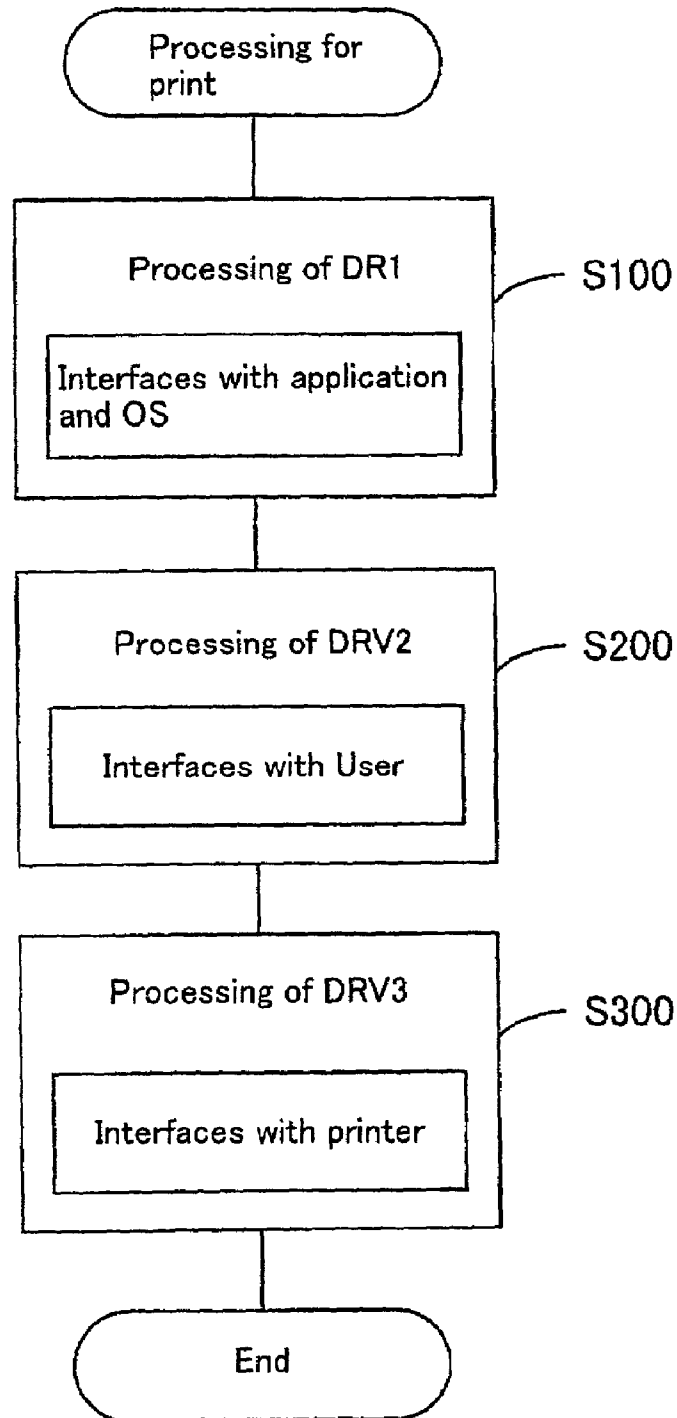 Processing for
print
Processing of DR1
S100
Interfaces with application
and OS
Processing of DRV2
S200
Interfaces with User
Processing of DRV3
S300
Interfaces with printer
End